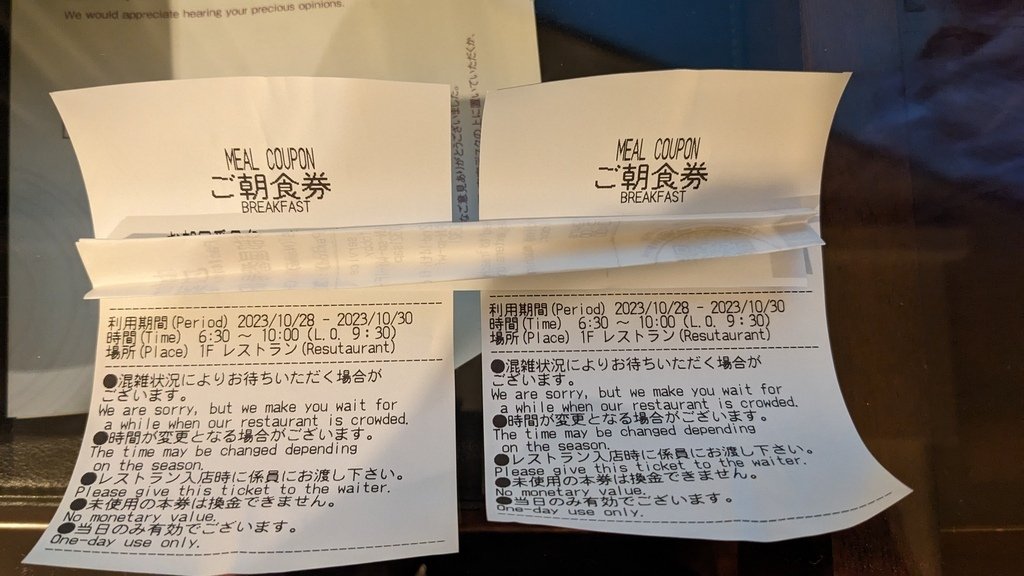 We would appreciate hearing your precious opinions.
MEAL COUPON
ご朝食券
BREAKFAST
利用期間(Period) 2023/10/28 - 2023/10/30
時間(Time) 6:30 ～ 10:00(L.O. 9:30)
場所(Place) 1F レストラン(Resutaurant)
●混雑状況によりお待ちいただく場合が
ございます。
We are sorry, but we make you wait for
a while when our restaurant is crowded.
●時間が変更となる場合がございます。
The time may be changed depending
on the season.
●レストラン入店時に係員にお渡し下さい。
Please give this ticket to the waiter.
●未使用の本券は換金できません。
No monetary value.
●当日のみ有効でございます。
One-day use only.
MEAL COUPON
ご朝食券
BREAKFAST
利用期間(Period) 2023/10/28 - 2023/10/30
時間(Time) 6:30 ～ 10:00(L.O. 9:30)
場所(Place) 1F レストラン(Resutaurant)
●混雑状況によりお待ちいただく場合が
ございます。
We are sorry, but we make you wait for
a while when our restaurant is crowded.
●時間が変更となる場合がございます。
The time may be changed depending
on the season.
●レストラン入店時に係員にお渡し下さい。
Please give this ticket to the waiter.
●未使用の本券は換金できません。
No monetary value.
●当日のみ有効でございます。
One-day use only.